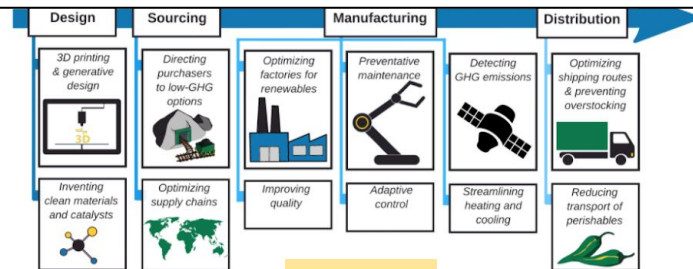 Design
Sourcing
Manufacturing
Distribution
3D printing
& generative
design
3D
Directing
purchasers
to low-GHG
options
Optimizing
factories for
renewables
Preventative
maintenance
Detecting
GHG emissions
Optimizing
shipping routes
& preventing
overstocking
Inventing
clean materials
and catalysts
Optimizing
supply chains
Improving
quality
Adaptive
control
Streamlining
heating and
cooling
Reducing
transport of
perishables